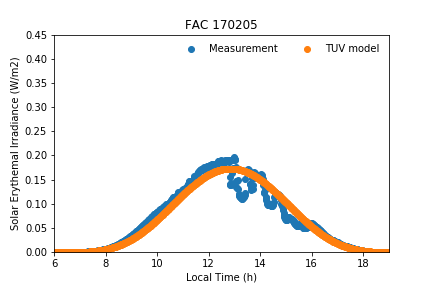 FAC 170205
Measurement
TUV model
Solar Erythemal Irradiance (W/m2)
0.45
0.40
0.35
0.30
0.25
0.20
0.15
0.10
0.05
0.00
6 8 10 12 14 16 18
Local Time (h)